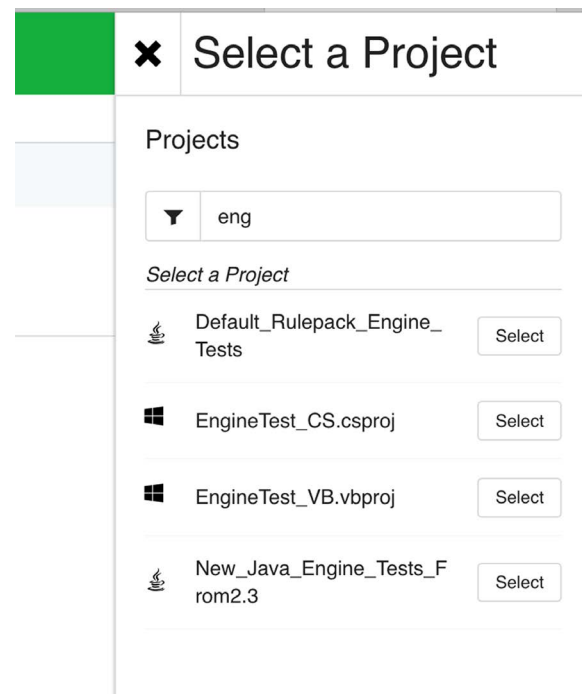 Select a Project
Projects
eng
Select a Project
Default_Rulepack_Engine_
Tests
Select
EngineTest_CS.csproj
Select
EngineTest_VB.vbproj
Select
New_Java_Engine_Tests_F
rom2.3
Select